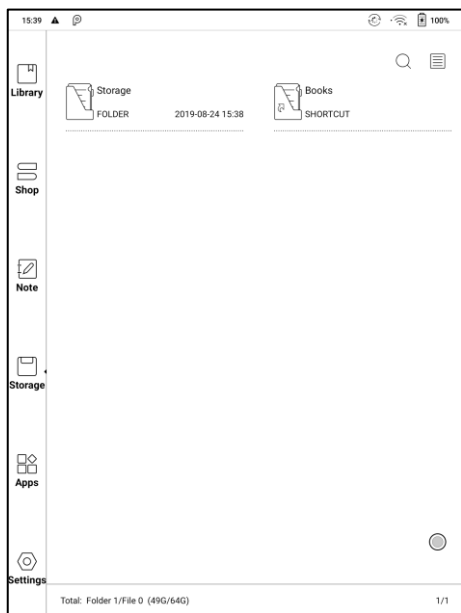 15:39 100%
Library
Storage
FOLDER 2019-08-24 15:38
Books
SHORTCUT
Shop
Note
Storage
Apps
Settings
Total: Folder 1/File 0 (49G/64G) 1/1